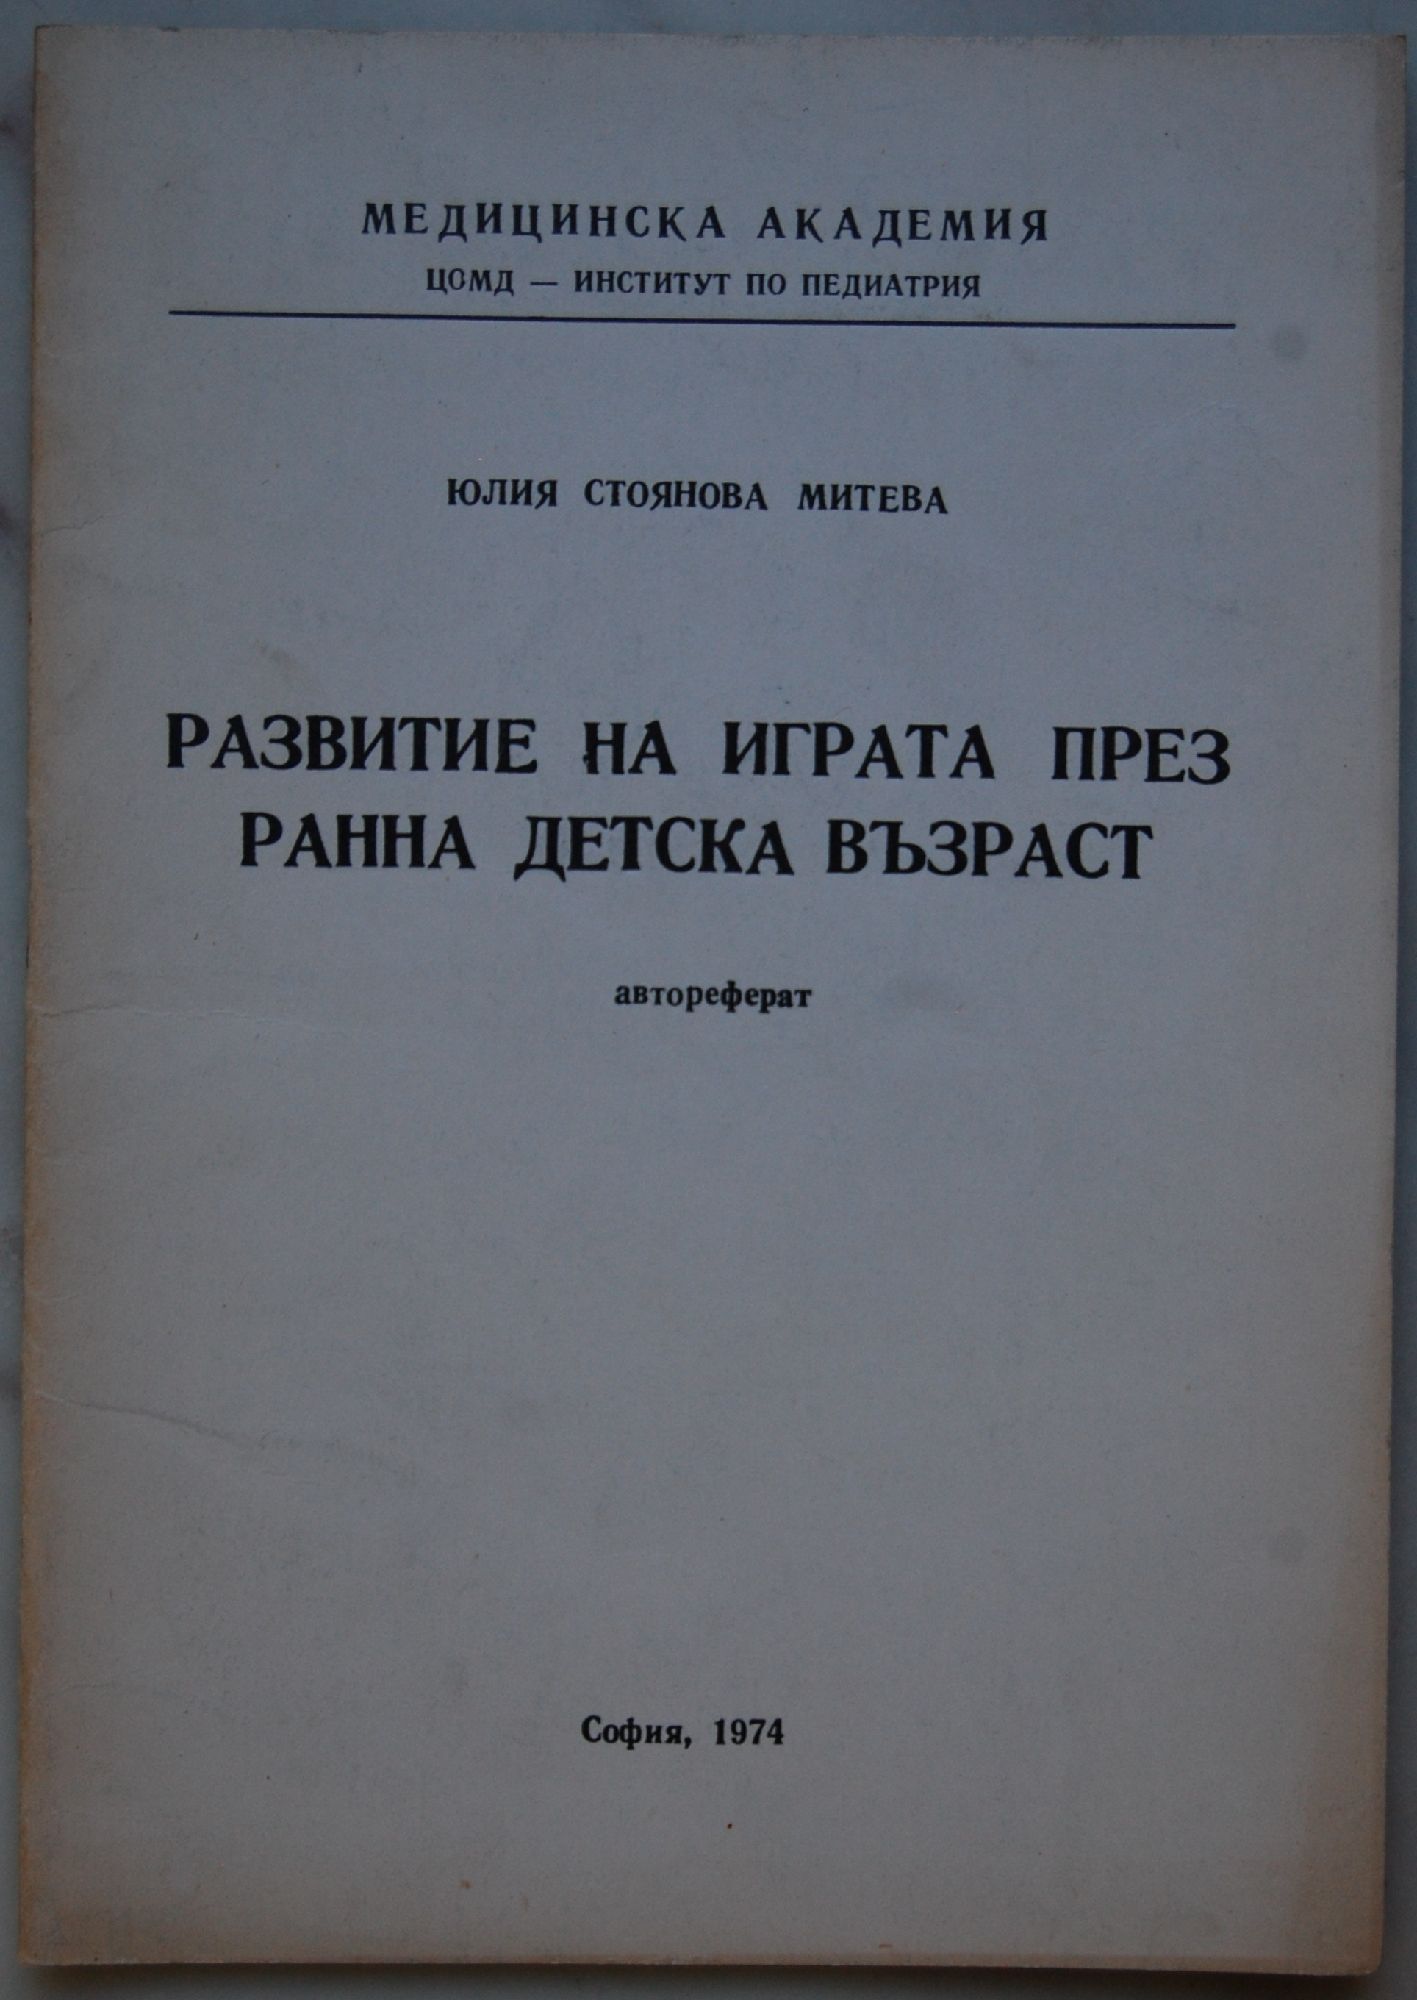 МЕДИЦИНСКА АКАДЕМИЯ
ЦОМД — ИНСТИТУТ ПО ПЕДИАТРИЯ
ЮЛИЯ СТОЯНОВА МИТЕВА
РАЗВИТИЕ НА ИГРАТА ПРЕЗ
РАННА ДЕТСКА ВЪЗРАСТ
автореферат
София, 1974